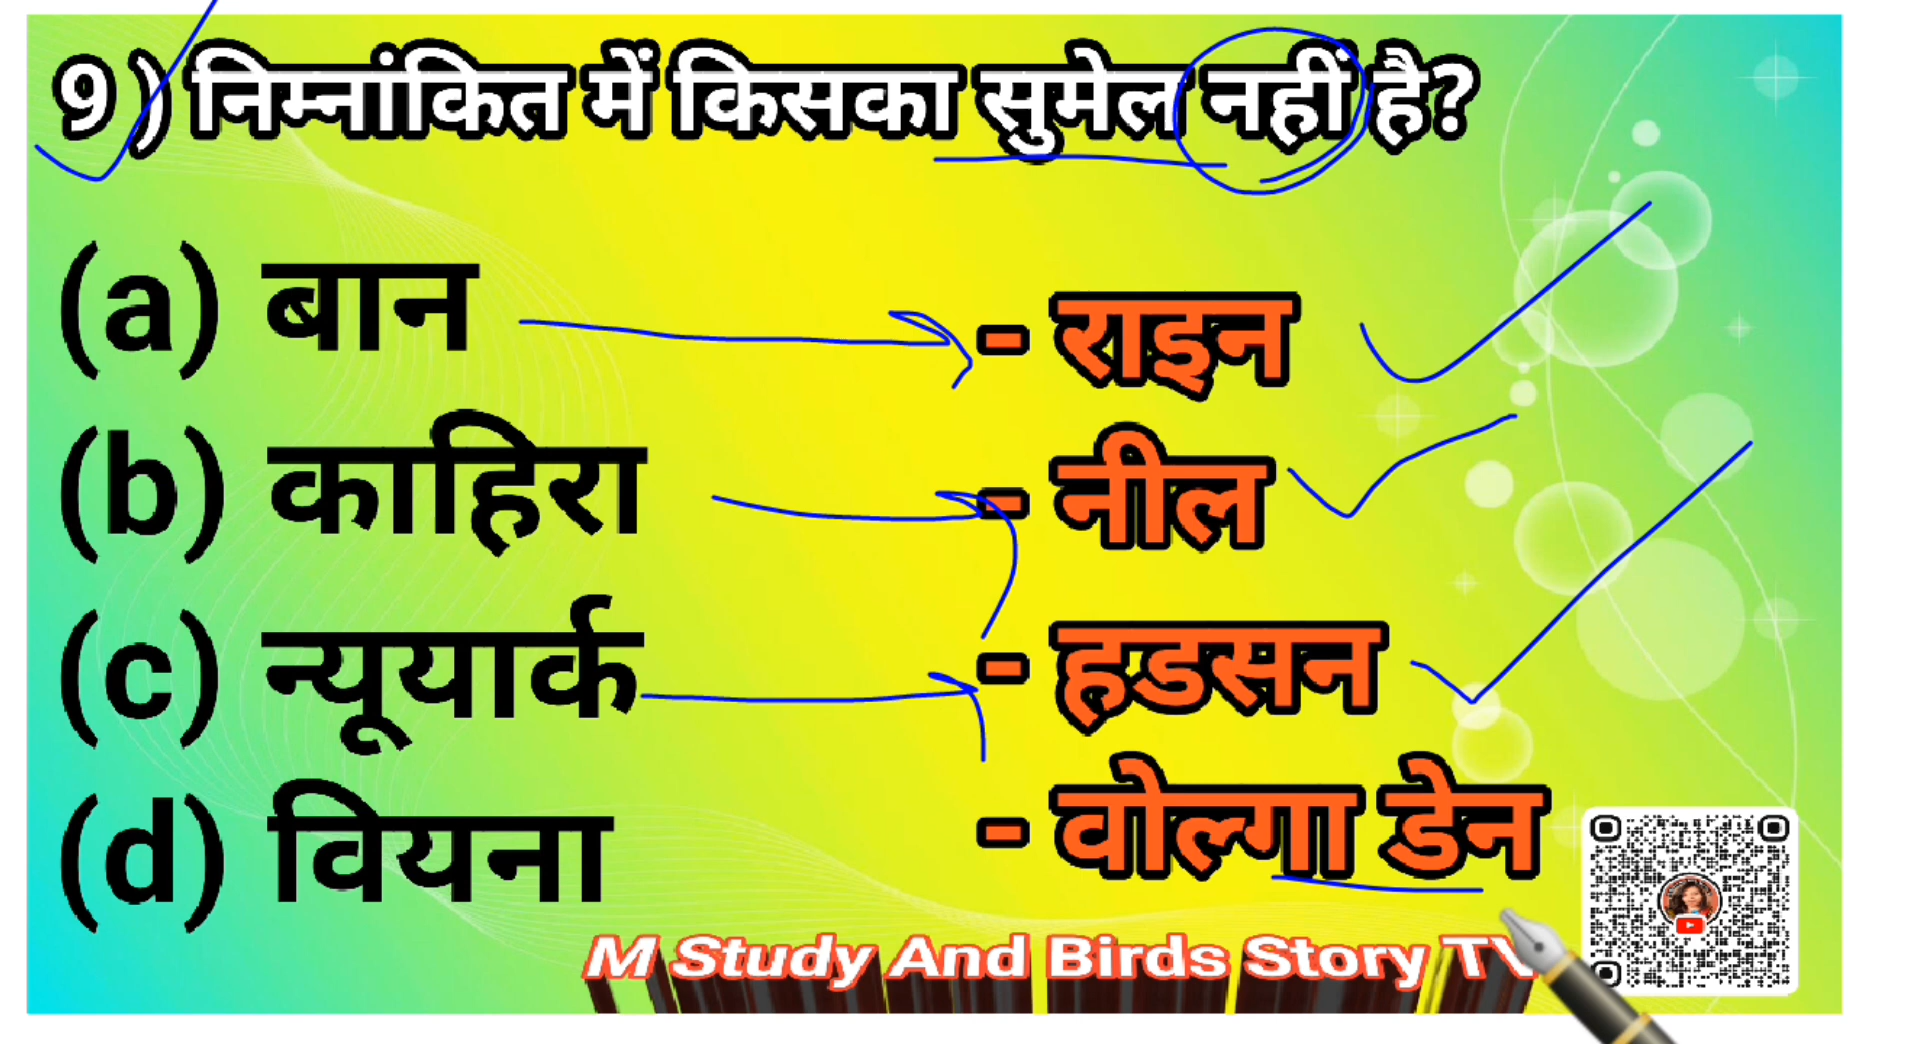 9 ) निम्नांकित में किसका सुमेल नहीं है?
(a) बान - राइन
(b) काहिरा - नील
(c) न्यूयार्क - हडसन
(d) वियना - वोल्गा डेन
M Study And Birds Story TV